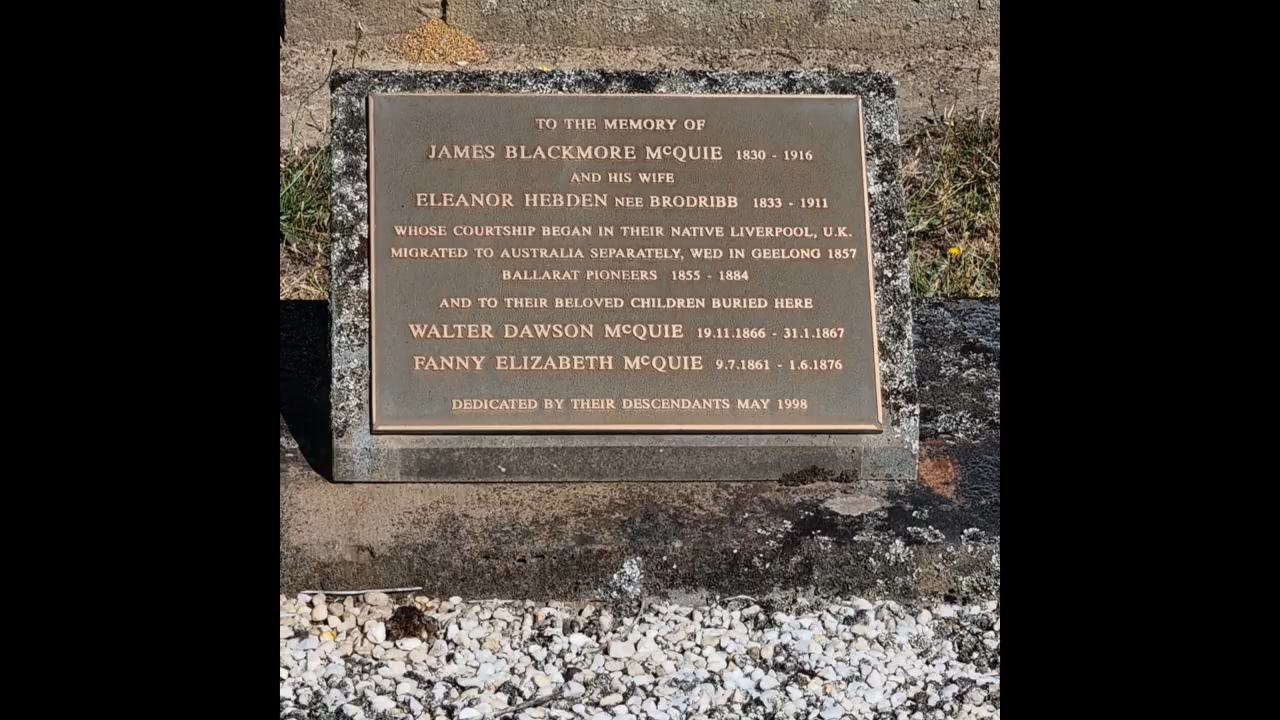 TO THE MEMORY OF
JAMES BLACKMORE McQUIE 1830 - 1916
AND HIS WIFE
ELEANOR HEBDEN NEE BRODRIBB 1833 - 1911
WHOSE COURTSHIP BEGAN IN THEIR NATIVE LIVERPOOL, U.K.
MIGRATED TO AUSTRALIA SEPARATELY, WED IN GEELONG 1857
BALLARAT PIONEERS 1855 - 1884
AND TO THEIR BELOVED CHILDREN BURIED HERE
WALTER DAWSON McQUIE 19.11.1866 - 31.1.1867
FANNY ELIZABETH McQUIE 9.7.1861 - 1.6.1876
DEDICATED BY THEIR DESCENDANTS MAY 1998